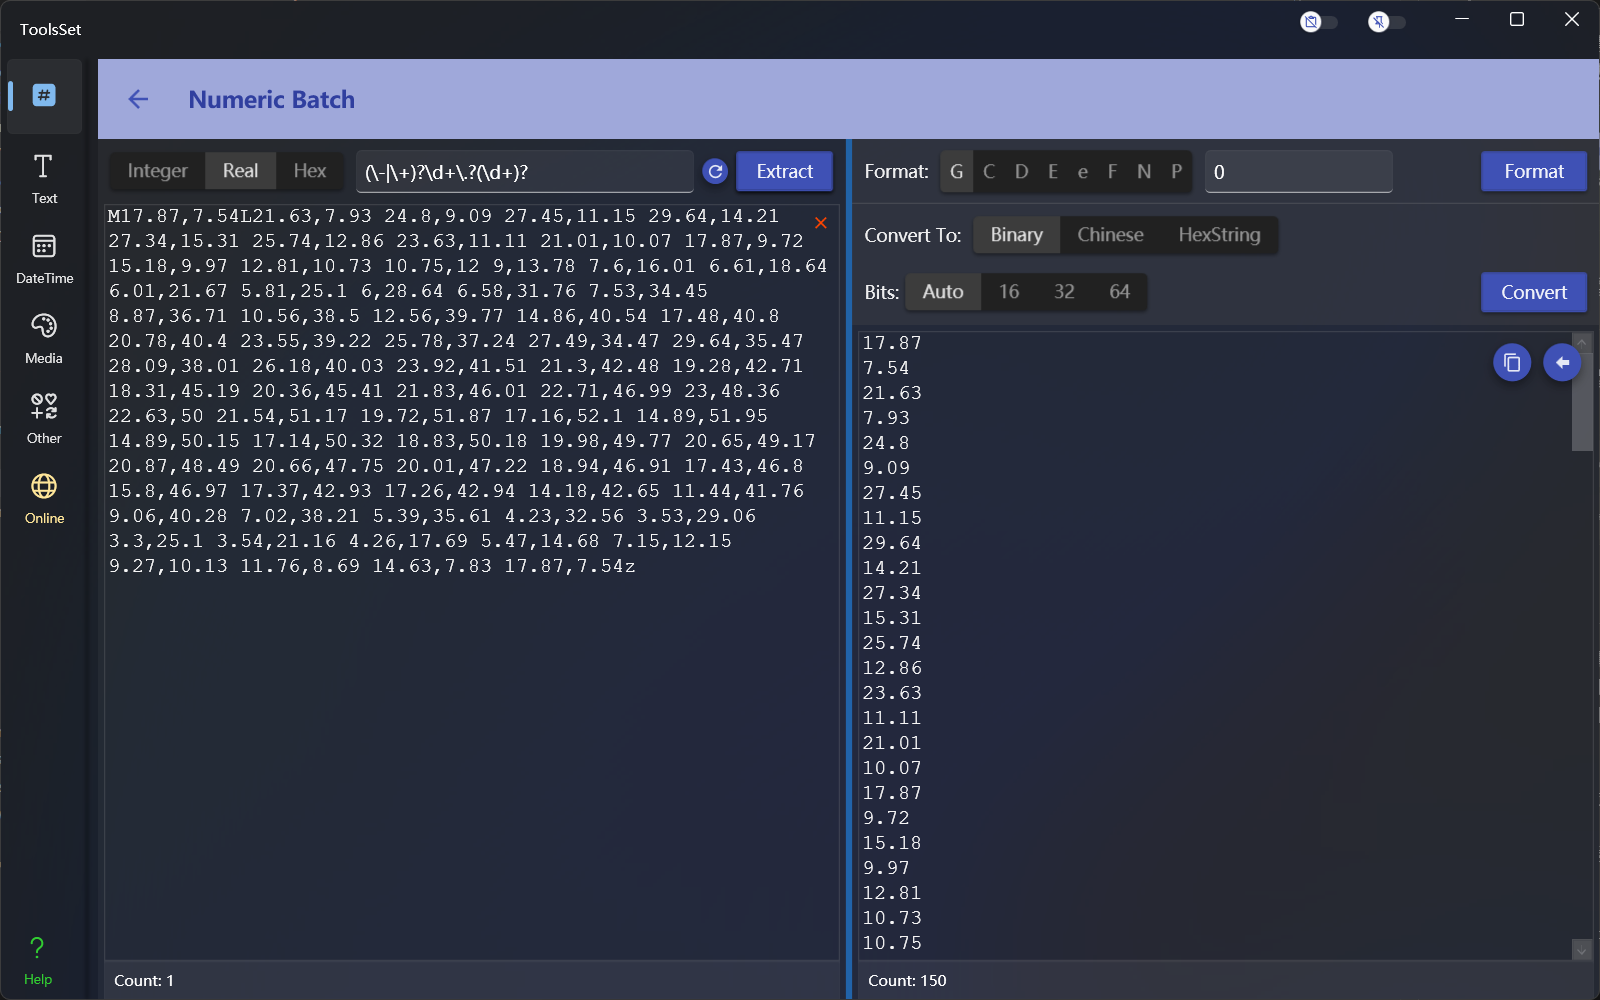 ToolsSet
Numeric Batch
Text
DateTime
Media
Other
Online
Help
Integer Real Hex (\-|\+)?\d+\.?(\d+)? Extract
M17.87,7.54L21.63,7.93 24.8,9.09 27.45,11.15 29.64,14.21
27.34,15.31 25.74,12.86 23.63,11.11 21.01,10.07 17.87,9.72
15.18,9.97 12.81,10.73 10.75,12 9,13.78 7.6,16.01 6.61,18.64
6.01,21.67 5.81,25.1 6,28.64 6.58,31.76 7.53,34.45
8.87,36.71 10.56,38.5 12.56,39.77 14.86,40.54 17.48,40.8
20.78,40.4 23.55,39.22 25.78,37.24 27.49,34.47 29.64,35.47
28.09,38.01 26.18,40.03 23.92,41.51 21.3,42.48 19.28,42.71
18.31,45.19 20.36,45.41 21.83,46.01 22.71,46.99 23,48.36
22.63,50 21.54,51.17 19.72,51.87 17.16,52.1 14.89,51.95
14.89,50.15 17.14,50.32 18.83,50.18 19.98,49.77 20.65,49.17
20.87,48.49 20.66,47.75 20.01,47.22 18.94,46.91 17.43,46.8
15.8,46.97 17.37,42.93 17.26,42.94 14.18,42.65 11.44,41.76
9.06,40.28 7.02,38.21 5.39,35.61 4.23,32.56 3.53,29.06
3.3,25.1 3.54,21.16 4.26,17.69 5.47,14.68 7.15,12.15
9.27,10.13 11.76,8.69 14.63,7.83 17.87,7.54z
Count: 1
Format: G C D E e F N P 0 Format
Convert To: Binary Chinese HexString
Bits: Auto 16 32 64 Convert
17.87
7.54
21.63
7.93
24.8
9.09
27.45
11.15
29.64
14.21
27.34
15.31
25.74
12.86
23.63
11.11
21.01
10.07
17.87
9.72
15.18
9.97
12.81
10.73
10.75
Count: 150